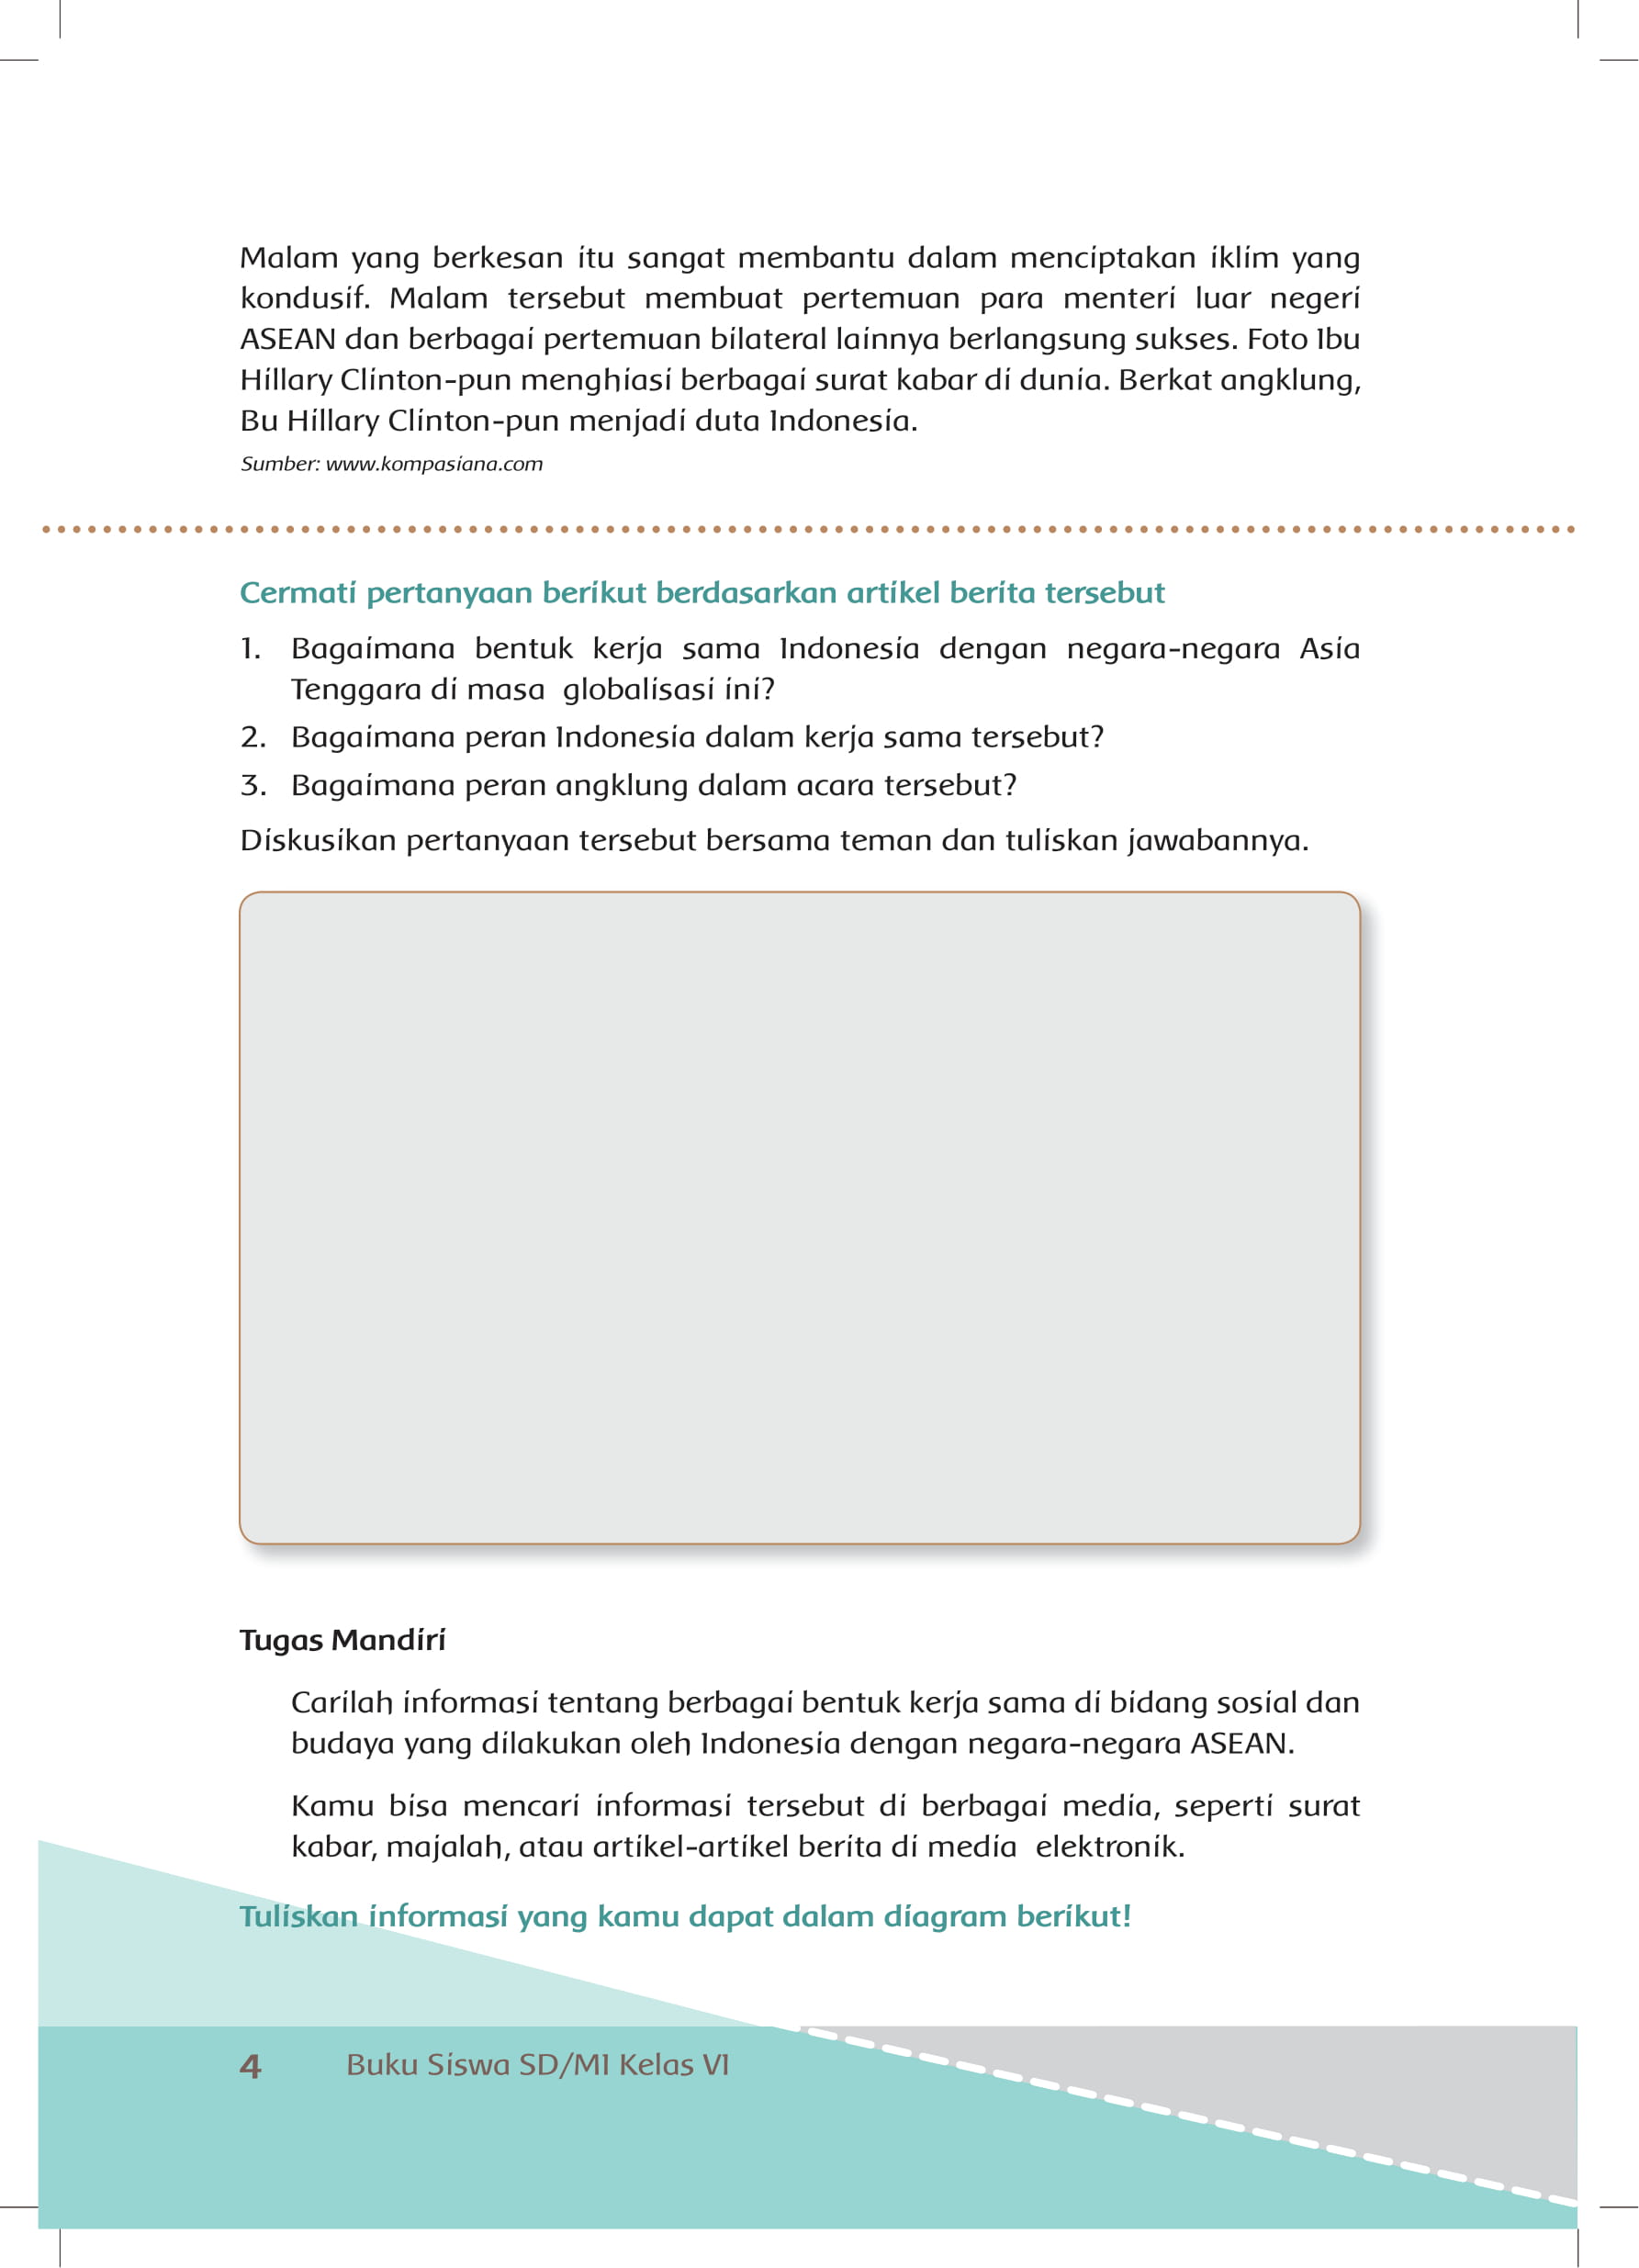 Malam yang berkesan itu sangat membantu dalam menciptakan iklim yang
kondusif. Malam tersebut membuat pertemuan para menteri luar negeri
ASEAN dan berbagai pertemuan bilateral lainnya berlangsung sukses. Foto Ibu
Hillary Clinton-pun menghiasi berbagai surat kabar di dunia. Berkat angklung,
Bu Hillary Clinton-pun menjadi duta Indonesia.
Sumber: www.kompasiana.com
Cermati pertanyaan berikut berdasarkan artikel berita tersebut
1. Bagaimana bentuk kerja sama Indonesia dengan negara-negara Asia
Tenggara di masa globalisasi ini?
2. Bagaimana peran Indonesia dalam kerja sama tersebut?
3. Bagaimana peran angklung dalam acara tersebut?
Diskusikan pertanyaan tersebut bersama teman dan tuliskan jawabannya.
Tugas Mandiri
Carilah informasi tentang berbagai bentuk kerja sama di bidang sosial dan
budaya yang dilakukan oleh Indonesia dengan negara-negara ASEAN.
Kamu bisa mencari informasi tersebut di berbagai media, seperti surat
kabar, majalah, atau artikel-artikel berita di media elektronik.
Tuliskan informasi yang kamu dapat dalam diagram berikut!
4 Buku Siswa SD/MI Kelas VI